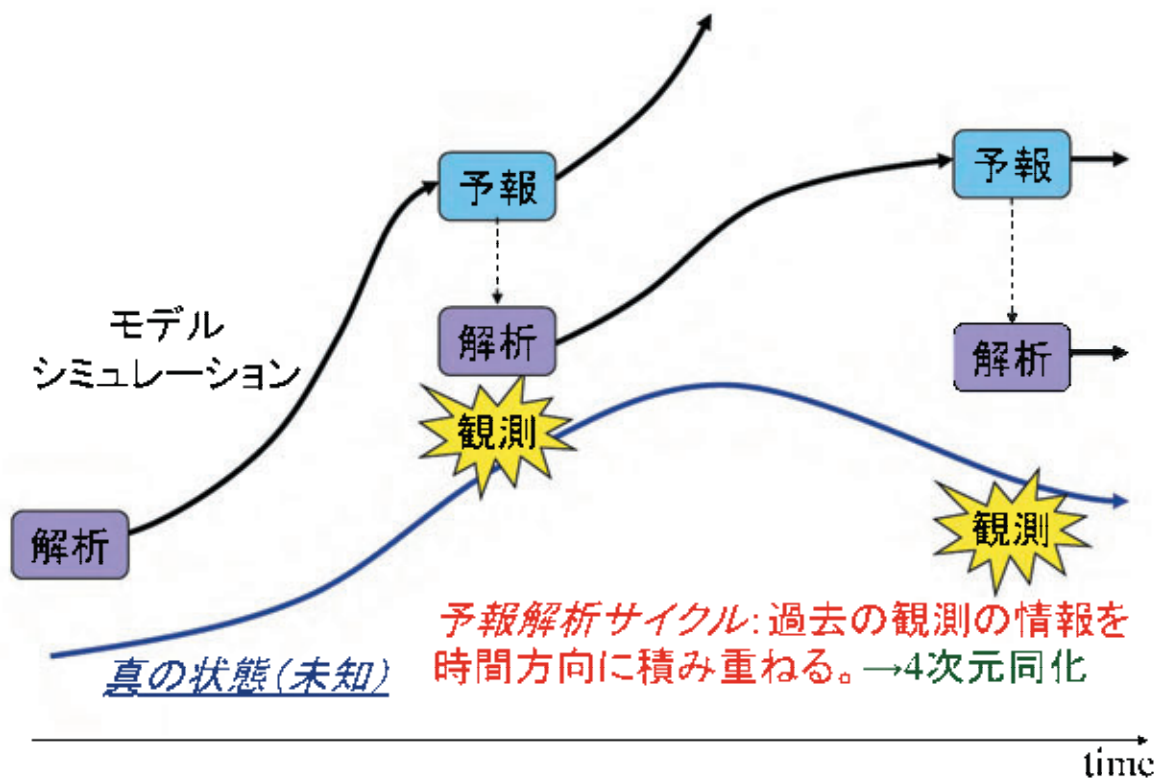 予報
予報
モデル
シミュレーション
解析
解析
観測
解析
観測
予報解析サイクル:過去の観測の情報を
時間方向に積み重ねる。→4次元同化
真の状態(未知)
time